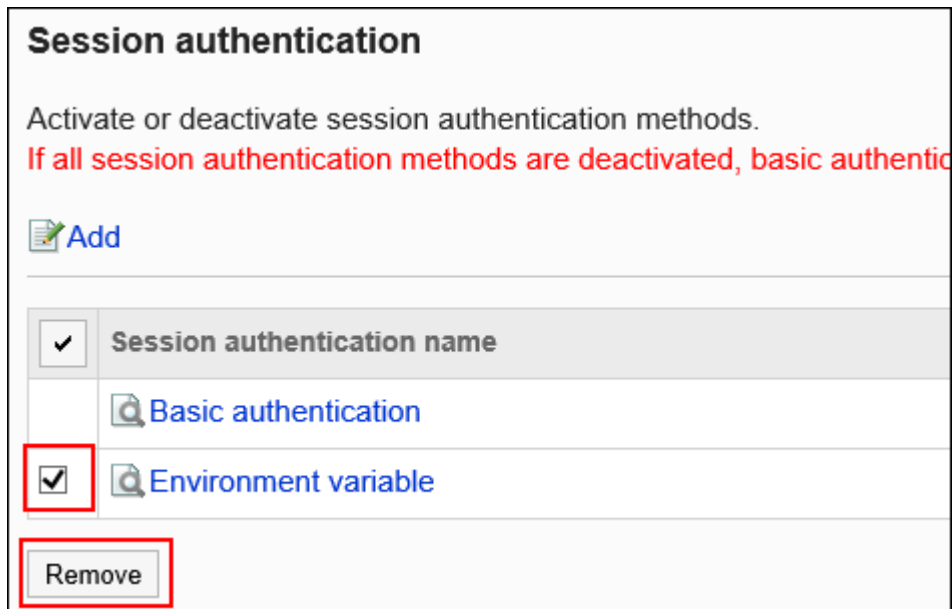 Session authentication
Activate or deactivate session authentication methods.
If all session authentication methods are deactivated, basic authentic
Add
Session authentication name
Basic authentication
Environment variable
Remove